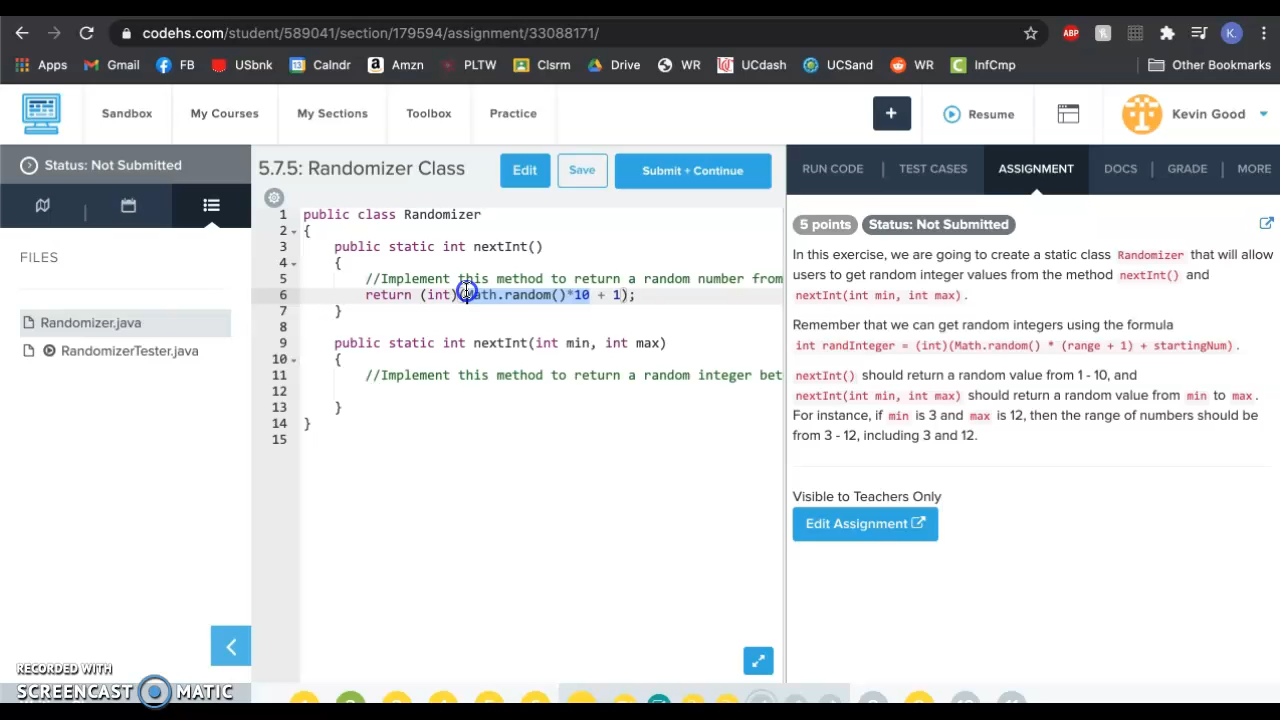 codehs.com/student/589041/section/179594/assignment/33088171/
ABP
K.
Apps Gmail FB USbnk 13 Calndr Amzn PLTW Clsrm Drive WR UCdash UCSand WR InfCmp Other Bookmarks
Sandbox My Courses My Sections Toolbox Practice + Resume Kevin Good
Status: Not Submitted
5.7.5: Randomizer Class Edit Save Submit + Continue
RUN CODE TEST CASES ASSIGNMENT DOCS GRADE MORE
FILES
Randomizer.java
RandomizerTester.java
1 public class Randomizer
2 {
3 public static int nextInt()
4 {
5 //Implement this method to return a random number from
6 return (int) Math.random()*10 + 1);
7 }
8
9 public static int nextInt(int min, int max)
10 {
11 //Implement this method to return a random integer bet
12
13 }
14 }
15
5 points Status: Not Submitted
In this exercise, we are going to create a static class Randomizer that will allow
users to get random integer values from the method nextInt() and
nextInt(int min, int max).
Remember that we can get random integers using the formula
int randInteger = (int)(Math.random() * (range + 1) + startingNum).
nextInt() should return a random value from 1 - 10, and
nextInt(int min, int max) should return a random value from min to max.
For instance, if min is 3 and max is 12, then the range of numbers should be
from 3 - 12, including 3 and 12.
Visible to Teachers Only
Edit Assignment
RECORDED WITH
SCREENCAST MATIC